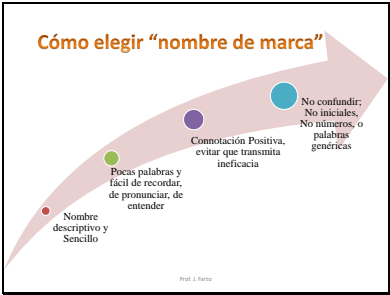 Cómo elegir “nombre de marca”
No confundir;
No iniciales,
No números, o
palabras
genéricas
Connotación Positiva,
evitar que transmita
ineficacia
Pocas palabras y
fácil de recordar,
de pronunciar, de
entender
Nombre
descriptivo y
Sencillo
Prof. J. Farto